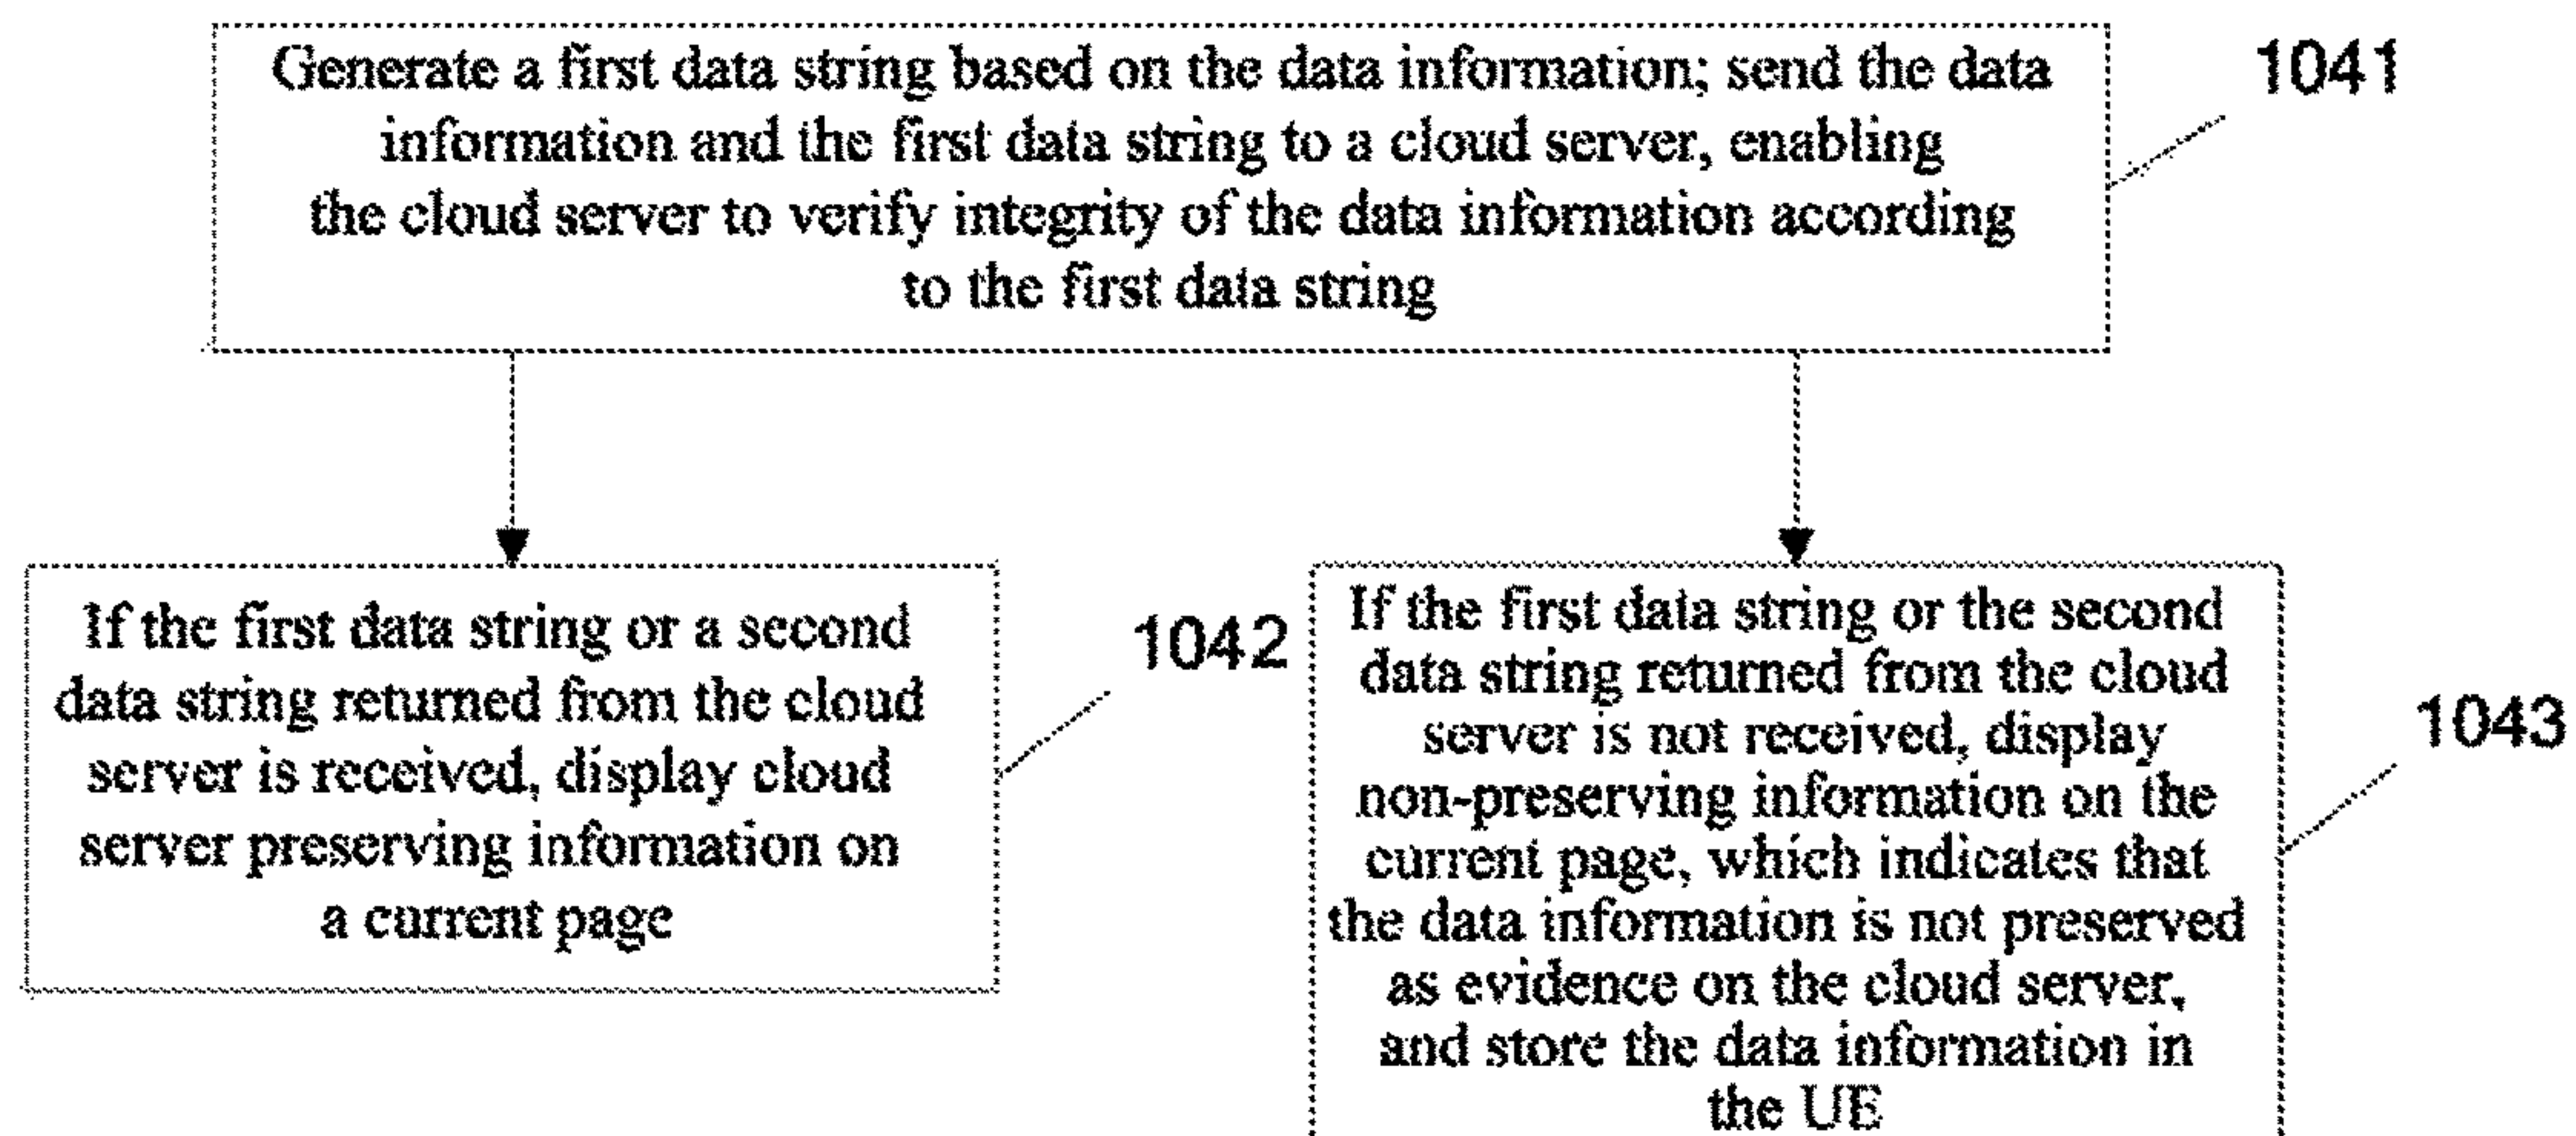 Generate a first data string based on the data information; send the data
information and the first data string to a cloud server, enabling
the cloud server to verify integrity of the data information according
to the first data string
1041
If the first data string or a second
data string returned from the cloud
server is received, display cloud
server preserving information on
a current page
1042
If the first data string or the second
data string returned from the cloud
server is not received, display
non-preserving information on the
current page, which indicates that
the data information is not preserved
as evidence on the cloud server,
and store the data information in
the UE
1043